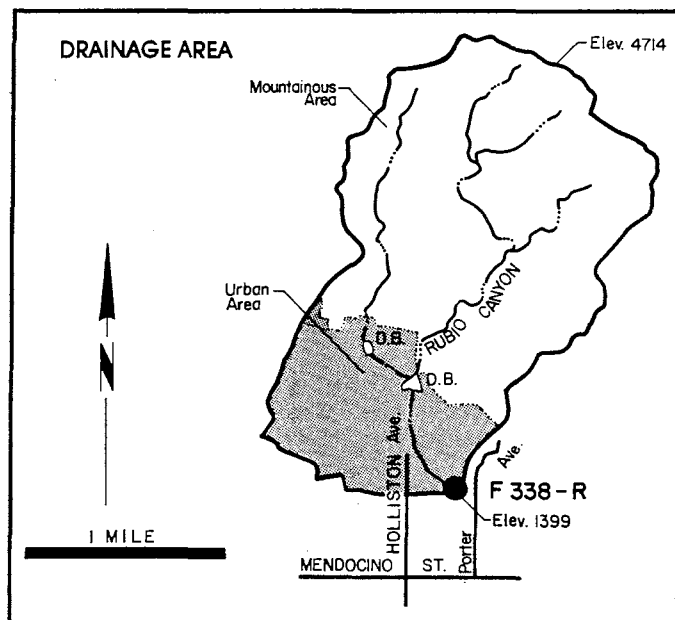 DRAINAGE AREA
Elev. 4714
Mountainous
Area
Urban
Area
RUBIO CANYON
D.B.
D.B.
N
HOLLISTON Ave.
Ave.
Porter
F 338-R
Elev. 1399
1 MILE
MENDOCINO ST.